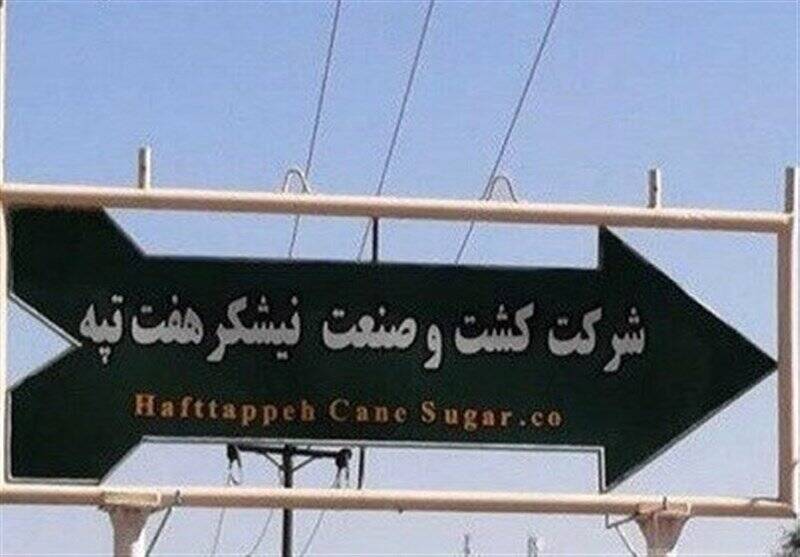 شرکت کشت و صنعت نیشکر هفت تپه
Hafttappeh Cane Sugar.co